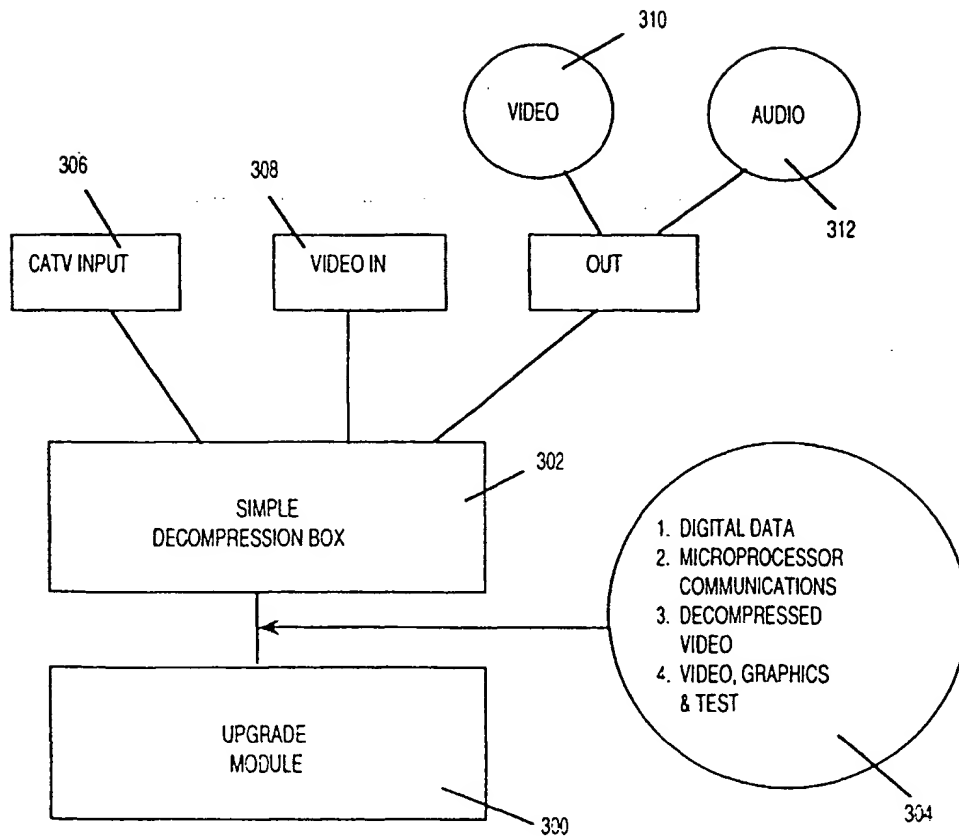 310
VIDEO
AUDIO
306
308
312
CATV INPUT
VIDEO IN
OUT
302
SIMPLE
DECOMPRESSION BOX
1. DIGITAL DATA
2. MICROPROCESSOR
COMMUNICATIONS
3. DECOMPRESSED
VIDEO
4. VIDEO, GRAPHICS
& TEST
UPGRADE
MODULE
300
304